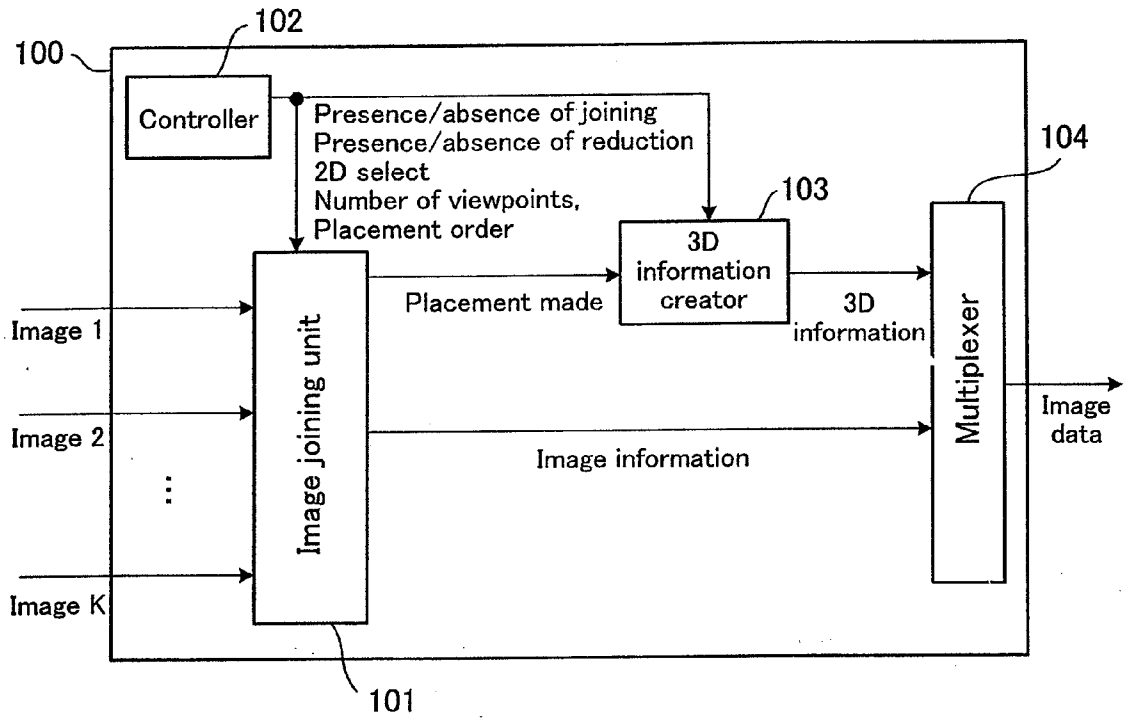 102
100
Controller
Presence/absence of joining
Presence/absence of reduction
2D select
Number of viewpoints,
Placement order
104
103
3D
information
creator
Placement made
3D
information
Image 1
Image 2
...
Image K
Image joining unit
Image information
Multiplexer
Image
data
101